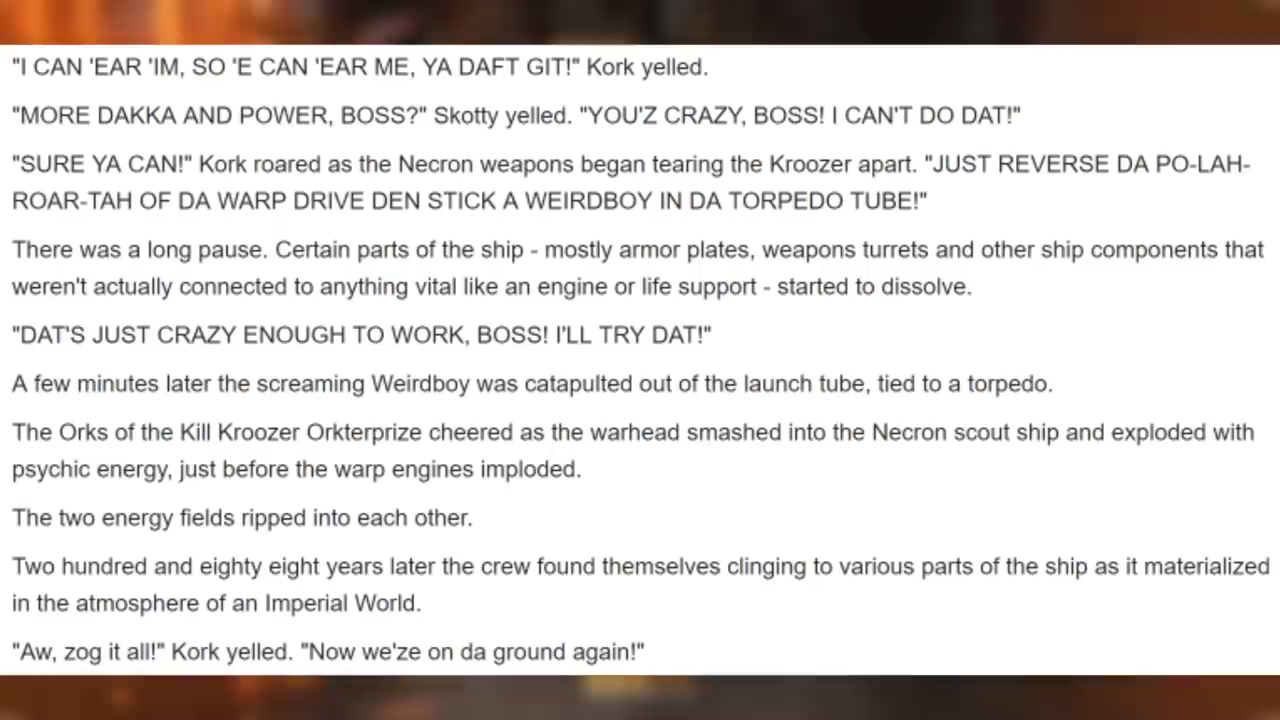 "I CAN 'EAR 'IM, SO 'E CAN 'EAR ME, YA DAFT GIT!" Kork yelled.
"MORE DAKKA AND POWER, BOSS?" Skotty yelled. "YOU'Z CRAZY, BOSS! I CAN'T DO DAT!"
"SURE YA CAN!" Kork roared as the Necron weapons began tearing the Kroozer apart. "JUST REVERSE DA PO-LAH-
ROAR-TAH OF DA WARP DRIVE DEN STICK A WEIRDBOY IN DA TORPEDO TUBE!"
There was a long pause. Certain parts of the ship - mostly armor plates, weapons turrets and other ship components that
weren't actually connected to anything vital like an engine or life support - started to dissolve.
"DAT'S JUST CRAZY ENOUGH TO WORK, BOSS! I'LL TRY DAT!"
A few minutes later the screaming Weirdboy was catapulted out of the launch tube, tied to a torpedo.
The Orks of the Kill Kroozer Orkterprize cheered as the warhead smashed into the Necron scout ship and exploded with
psychic energy, just before the warp engines imploded.
The two energy fields ripped into each other.
Two hundred and eighty eight years later the crew found themselves clinging to various parts of the ship as it materialized
in the atmosphere of an Imperial World.
"Aw, zog it all!" Kork yelled. "Now we'ze on da ground again!"